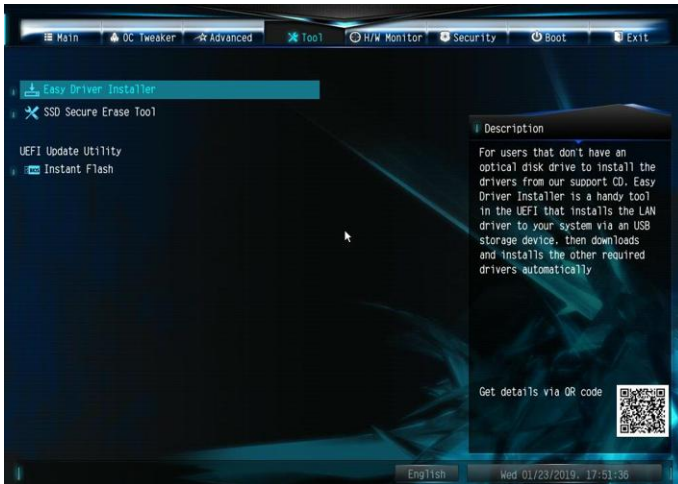 Main OC Tweaker Advanced Tool H/W Monitor Security Boot Exit
Easy Driver Installer
SSD Secure Erase Tool
UEFI Update Utility
Instant Flash
Description
For users that don't have an
optical disk drive to install the
drivers from our support CD, Easy
Driver Installer is a handy tool
in the UEFI that installs the LAN
driver to your system via an USB
storage device, then downloads
and installs the other required
drivers automatically
Get details via QR code
English Wed 01/23/2019, 17:51:36